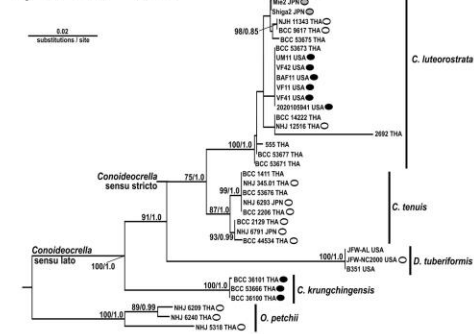 Mie2 JPN
Shiga2 JPN
NJH 11343 THA
98/0.85
BCC 9617 THA
BCC 53675 THA
0.02
substitutions / site
BCC 53673 THA
UM11 USA
C. luteorostrata
VF42 USA
BAF11 USA
VF11 USA
VF41 USA
2020105941 USA
BCC 14222 THA
NHJ 12516 THA
2692 THA
100/1.0
555 THA
BCC 53677 THA
BCC 53671 THA
Conoideocrella
sensu stricto
75/1.0
BCC 1411 THA
99/1.0
NHJ 345.01 THA
BCC 53676 THA
C. tenuis
NHJ 6293 JPN
87/1.0
BCC 2206 THA
91/1.0
BCC 2129 THA
NHJ 6791 JPN
93/0.99
BCC 44534 THA
Conoideocrella
sensu lato
100/1.0
JFW-AL USA
100/1.0
JFW-NC2000 USA
D. tuberiformis
B351 USA
BCC 36101 THA
100/1.0
BCC 53666 THA
C. krungchingensis
BCC 36100 THA
89/0.99
NHJ 6209 THA
100/1.0
NHJ 6240 THA
O. petchii
NHJ 5318 THA